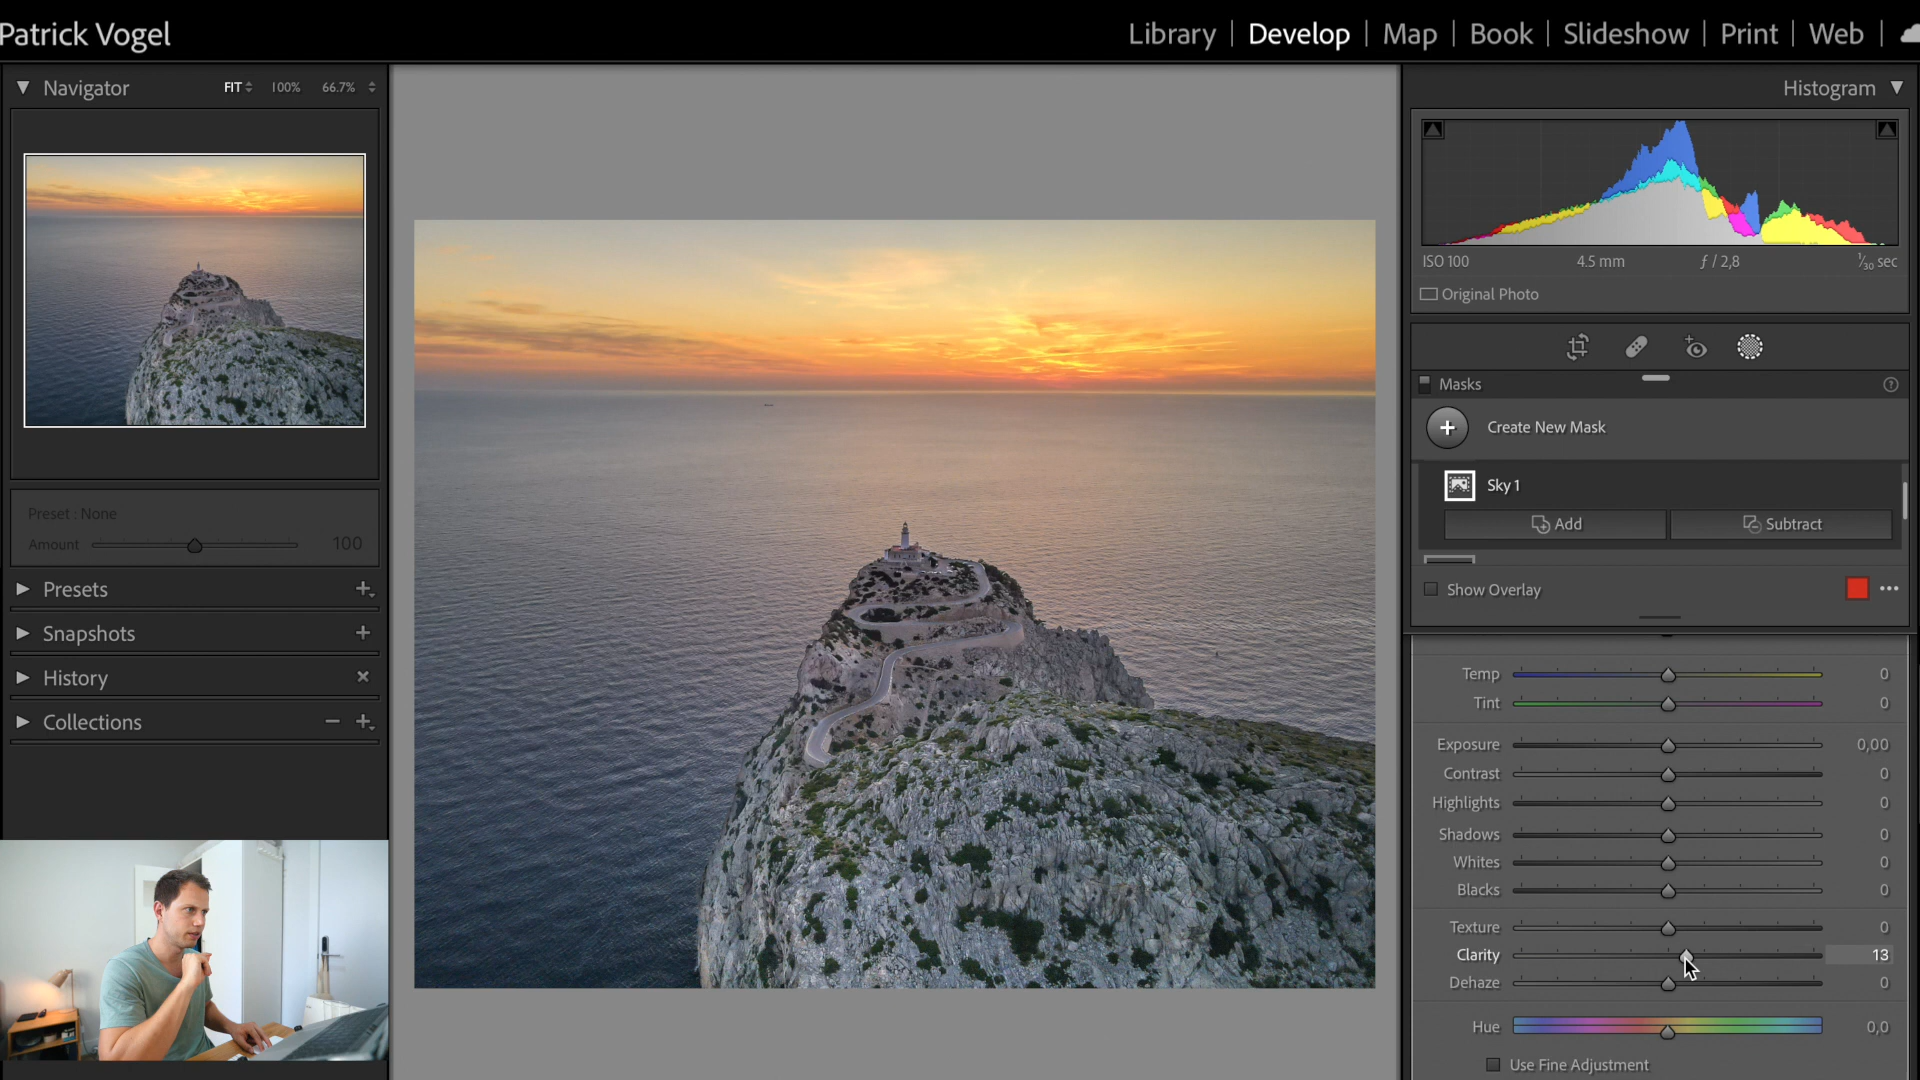 Patrick Vogel
Library | Develop | Map | Book | Slideshow | Print | Web |
Navigator FIT 100% 66.7%
Preset : None
Amount 100
Presets
Snapshots
History
Collections
Histogram
ISO 100 4.5 mm ƒ / 2,8 1/30 sec
Original Photo
Masks
Create New Mask
Sky 1
Add Subtract
Show Overlay
Temp 0
Tint 0
Exposure 0,00
Contrast 0
Highlights 0
Shadows 0
Whites 0
Blacks 0
Texture 0
Clarity 13
Dehaze 0
Hue 0,0
Use Fine Adjustment